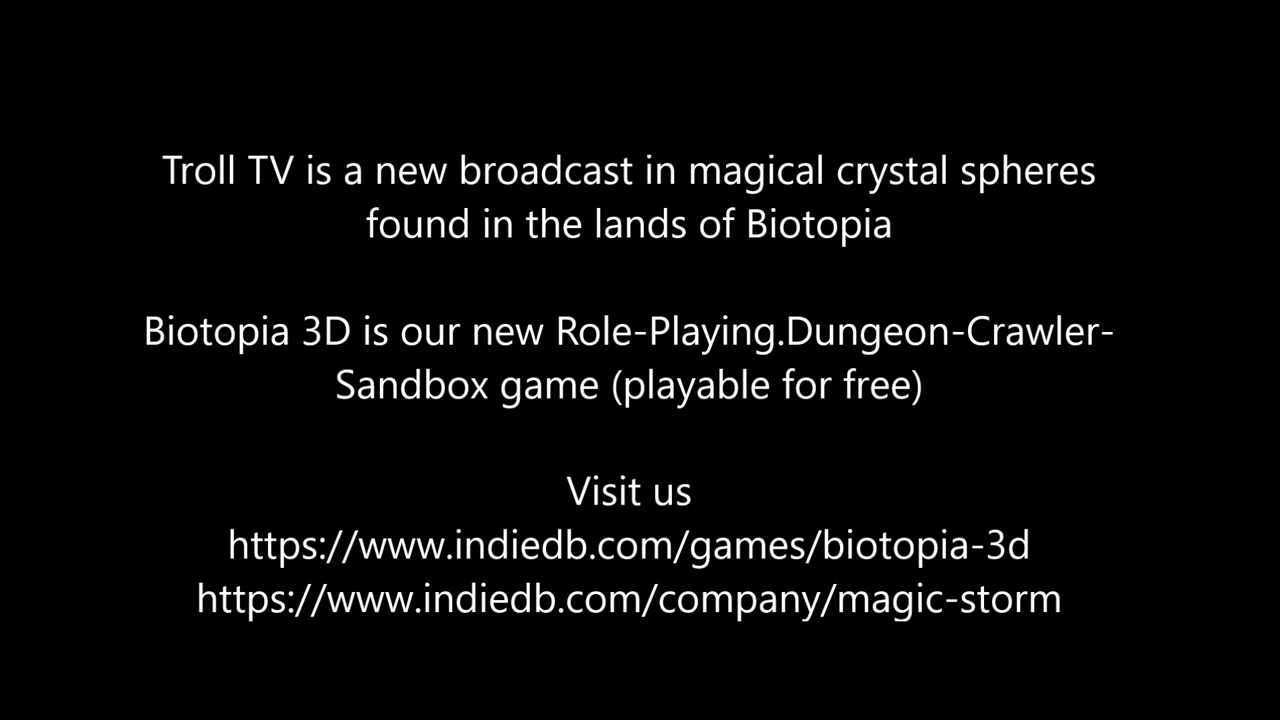 Troll TV is a new broadcast in magical crystal spheres
found in the lands of Biotopia
Biotopia 3D is our new Role-Playing.Dungeon-Crawler-
Sandbox game (playable for free)
Visit us
https://www.indiedb.com/games/biotopia-3d
https://www.indiedb.com/company/magic-storm